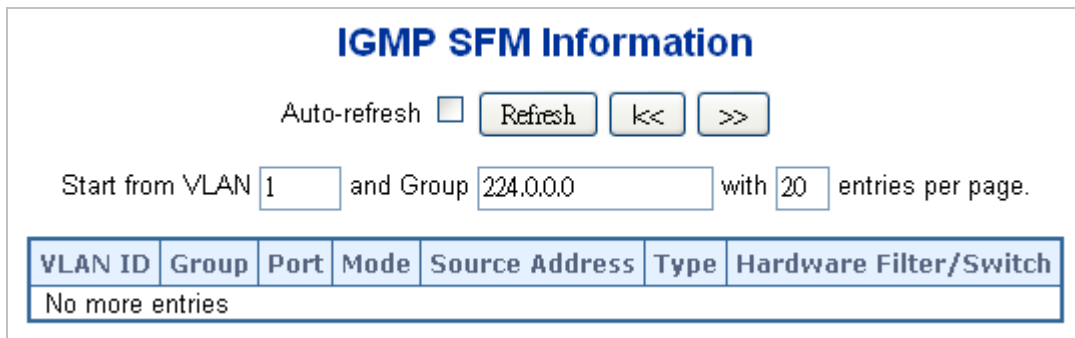 IGMP SFM Information
Auto-refresh Refresh |<< >>
Start from VLAN 1 and Group 224.0.0.0 with 20 entries per page.
VLAN ID Group Port Mode Source Address Type Hardware Filter/Switch
No more entries